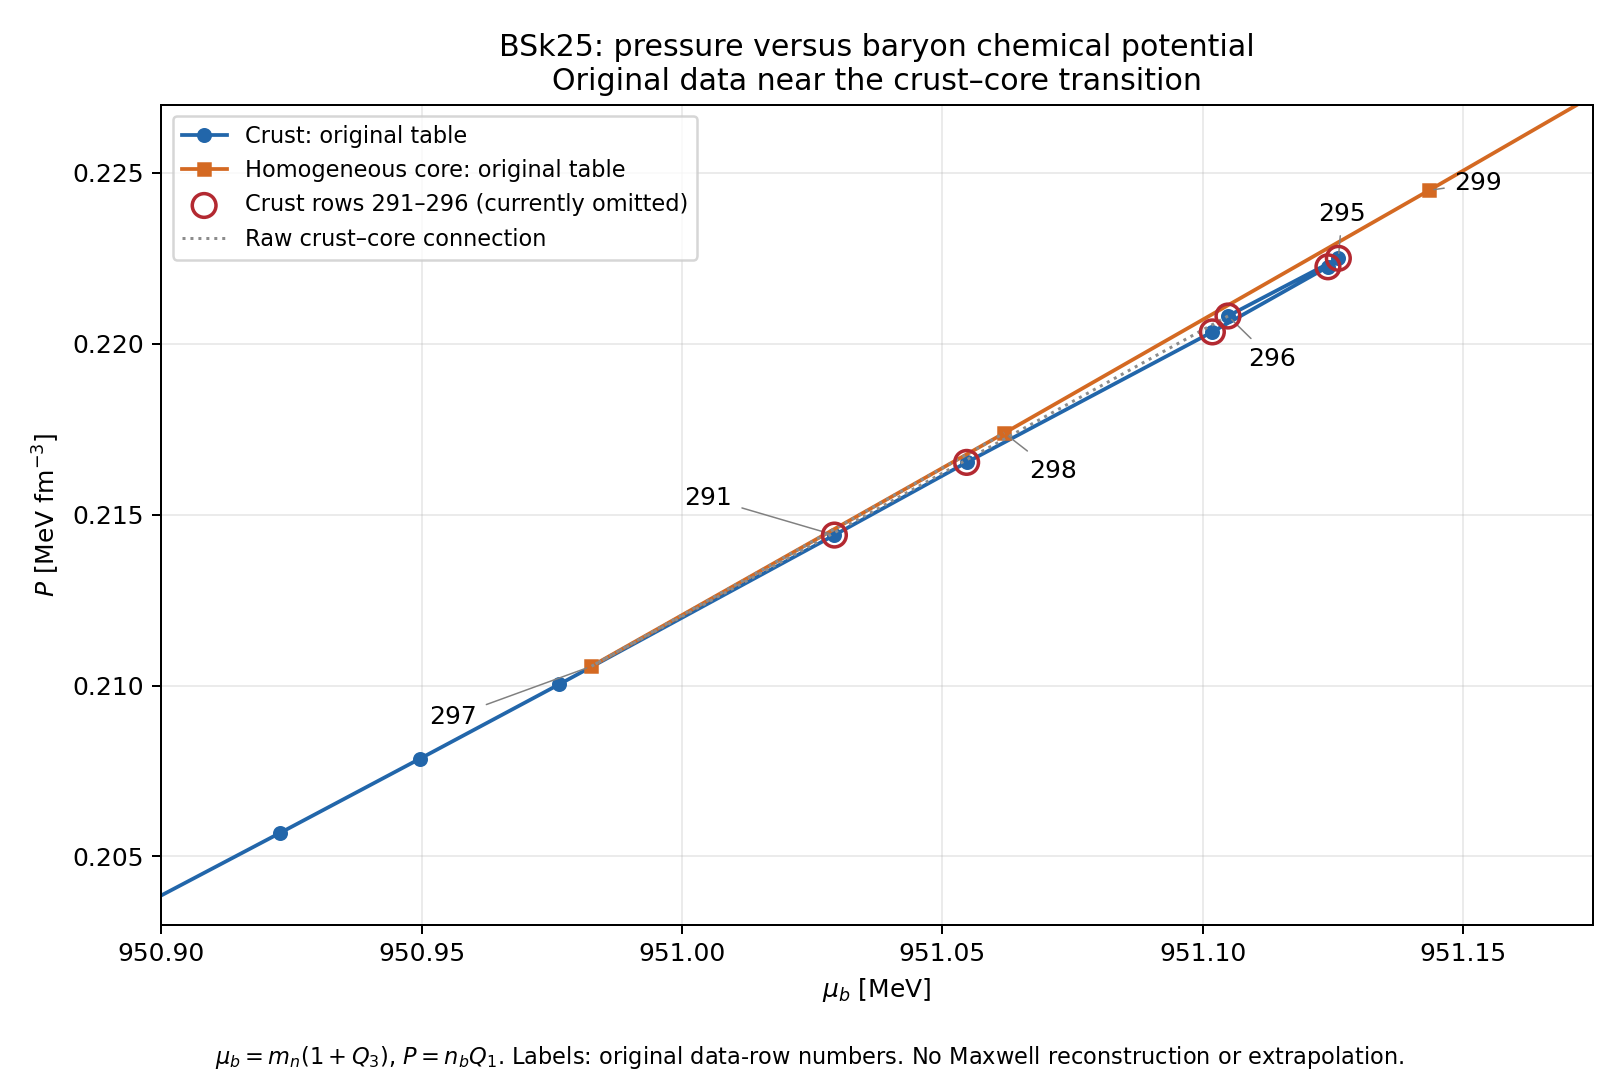 BSk25: pressure versus baryon chemical potential
Original data near the crust–core transition
Crust: original table
Homogeneous core: original table
Crust rows 291–296 (currently omitted)
Raw crust–core connection
0.225
0.220
0.215
0.210
0.205
P [MeV fm⁻³]
299
295
296
298
291
297
950.90
950.95
951.00
951.05
951.10
951.15
μ_b [MeV]
μ_b = m_n(1 + Q₃), P = n_bQ₁. Labels: original data-row numbers. No Maxwell reconstruction or extrapolation.